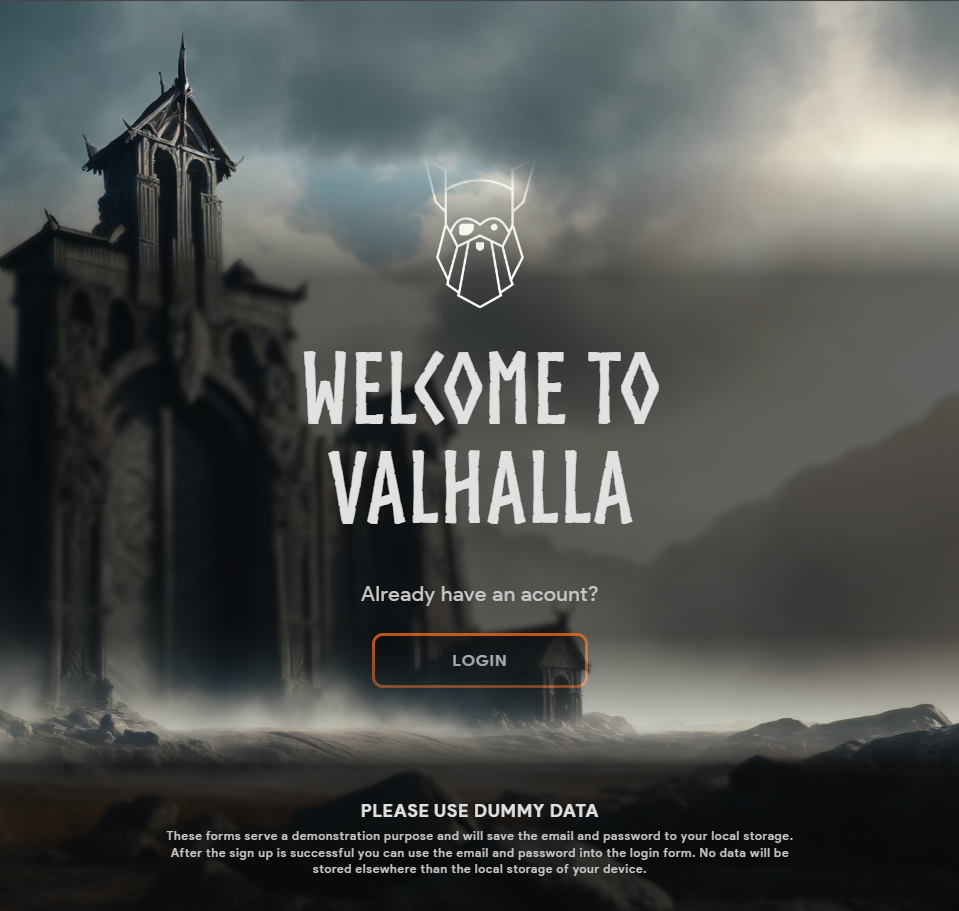 WELCOME TO
VALHALLA
Already have an acount?
LOGIN
PLEASE USE DUMMY DATA
These forms serve a demonstration purpose and will save the email and password to your local storage.
After the sign up is successful you can use the email and password into the login form. No data will be
stored elsewhere than the local storage of your device.